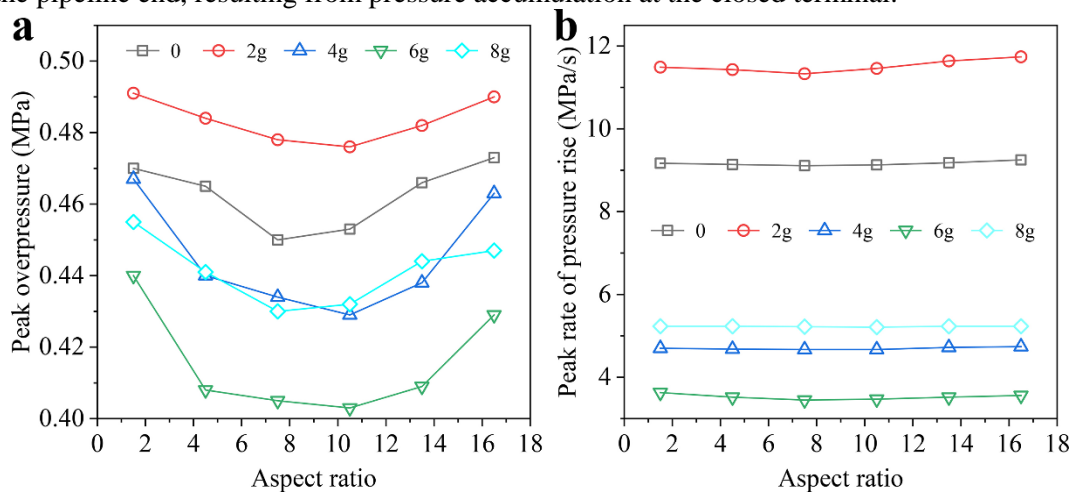 the pipeline end, resulting from pressure accumulation at the closed terminal.
a
0 2g 4g 6g 8g
Peak overpressure (MPa)
0.50
0.48
0.46
0.44
0.42
0.40
0 2 4 6 8 10 12 14 16 18
Aspect ratio
b
Peak rate of pressure rise (MPa/s)
12
10
8
6
4
0 2g 4g 6g 8g
0 2 4 6 8 10 12 14 16 18
Aspect ratio